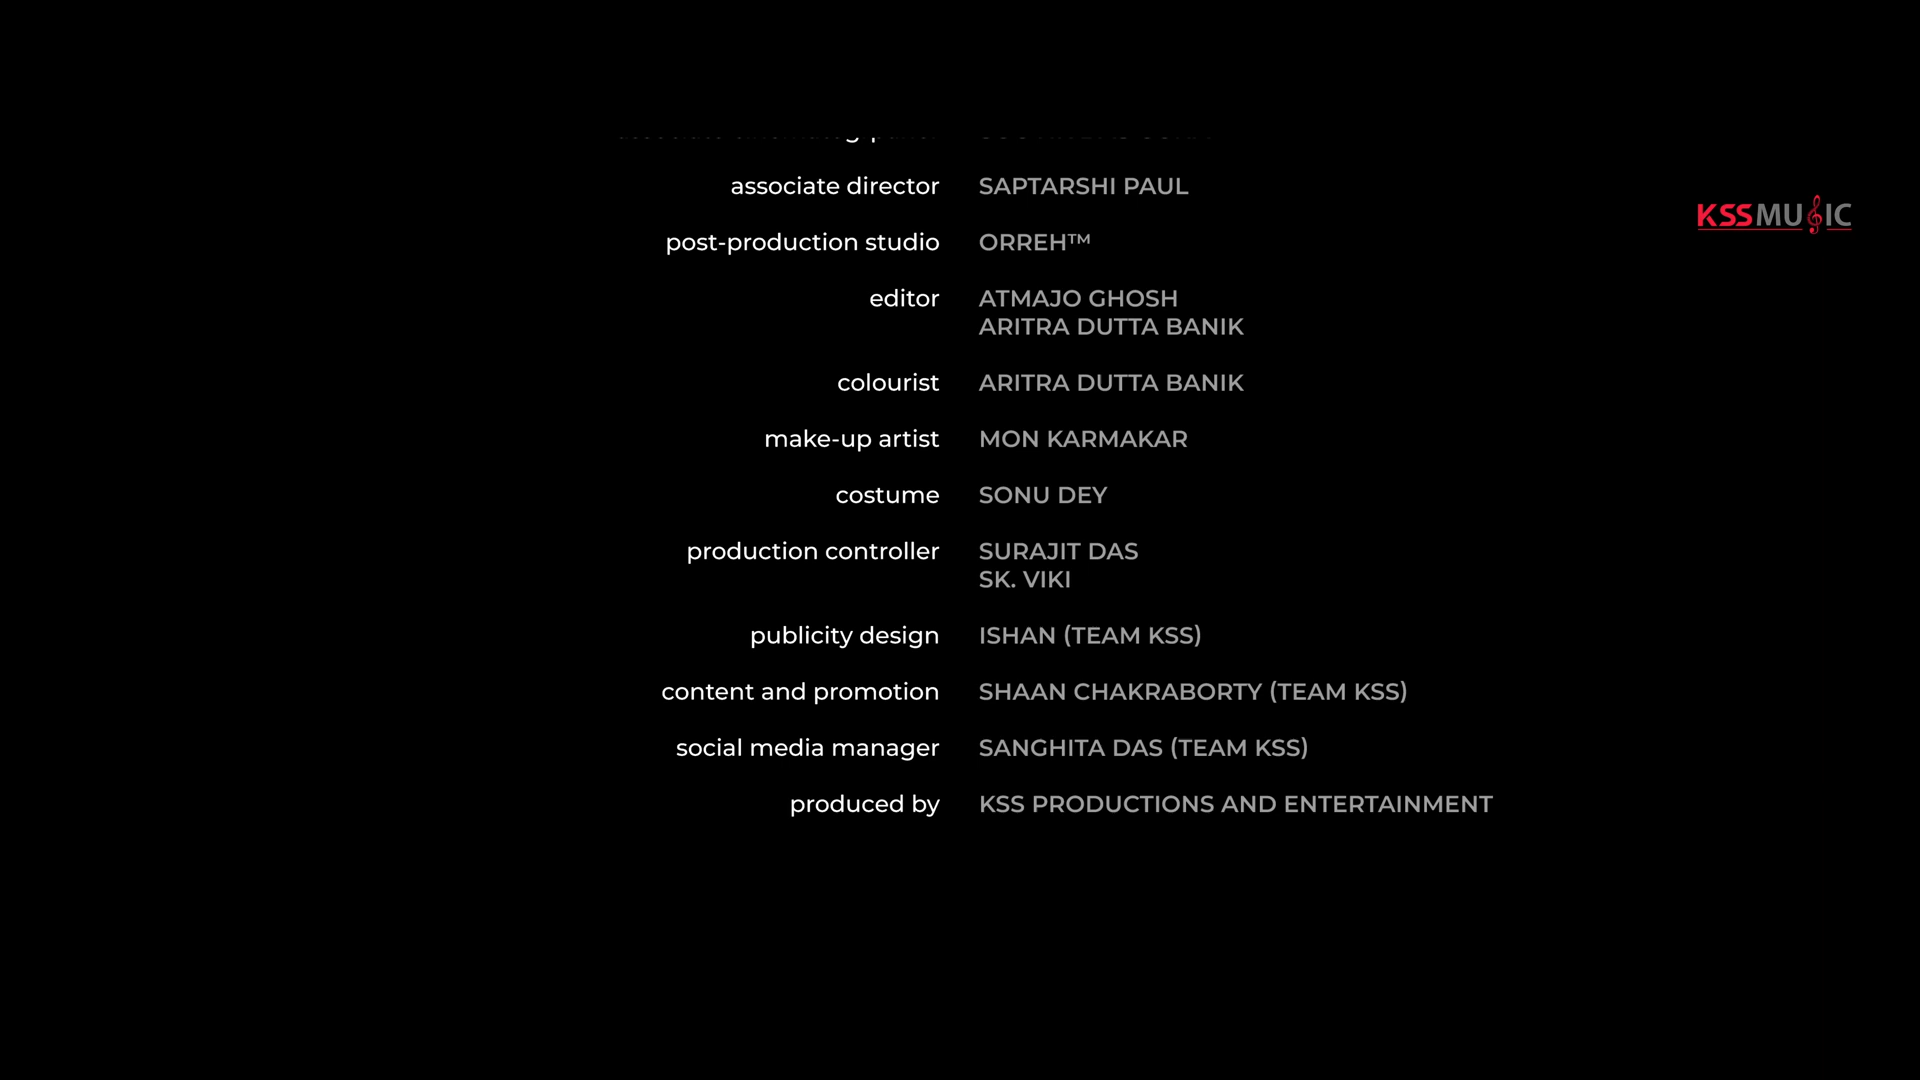 associate director SAPTARSHI PAUL
post-production studio ORREH™
editor ATMAJO GHOSH
ARITRA DUTTA BANIK
colourist ARITRA DUTTA BANIK
make-up artist MON KARMAKAR
costume SONU DEY
production controller SURAJIT DAS
SK. VIKI
publicity design ISHAN (TEAM KSS)
content and promotion SHAAN CHAKRABORTY (TEAM KSS)
social media manager SANGHITA DAS (TEAM KSS)
produced by KSS PRODUCTIONS AND ENTERTAINMENT
KSSMUSIC